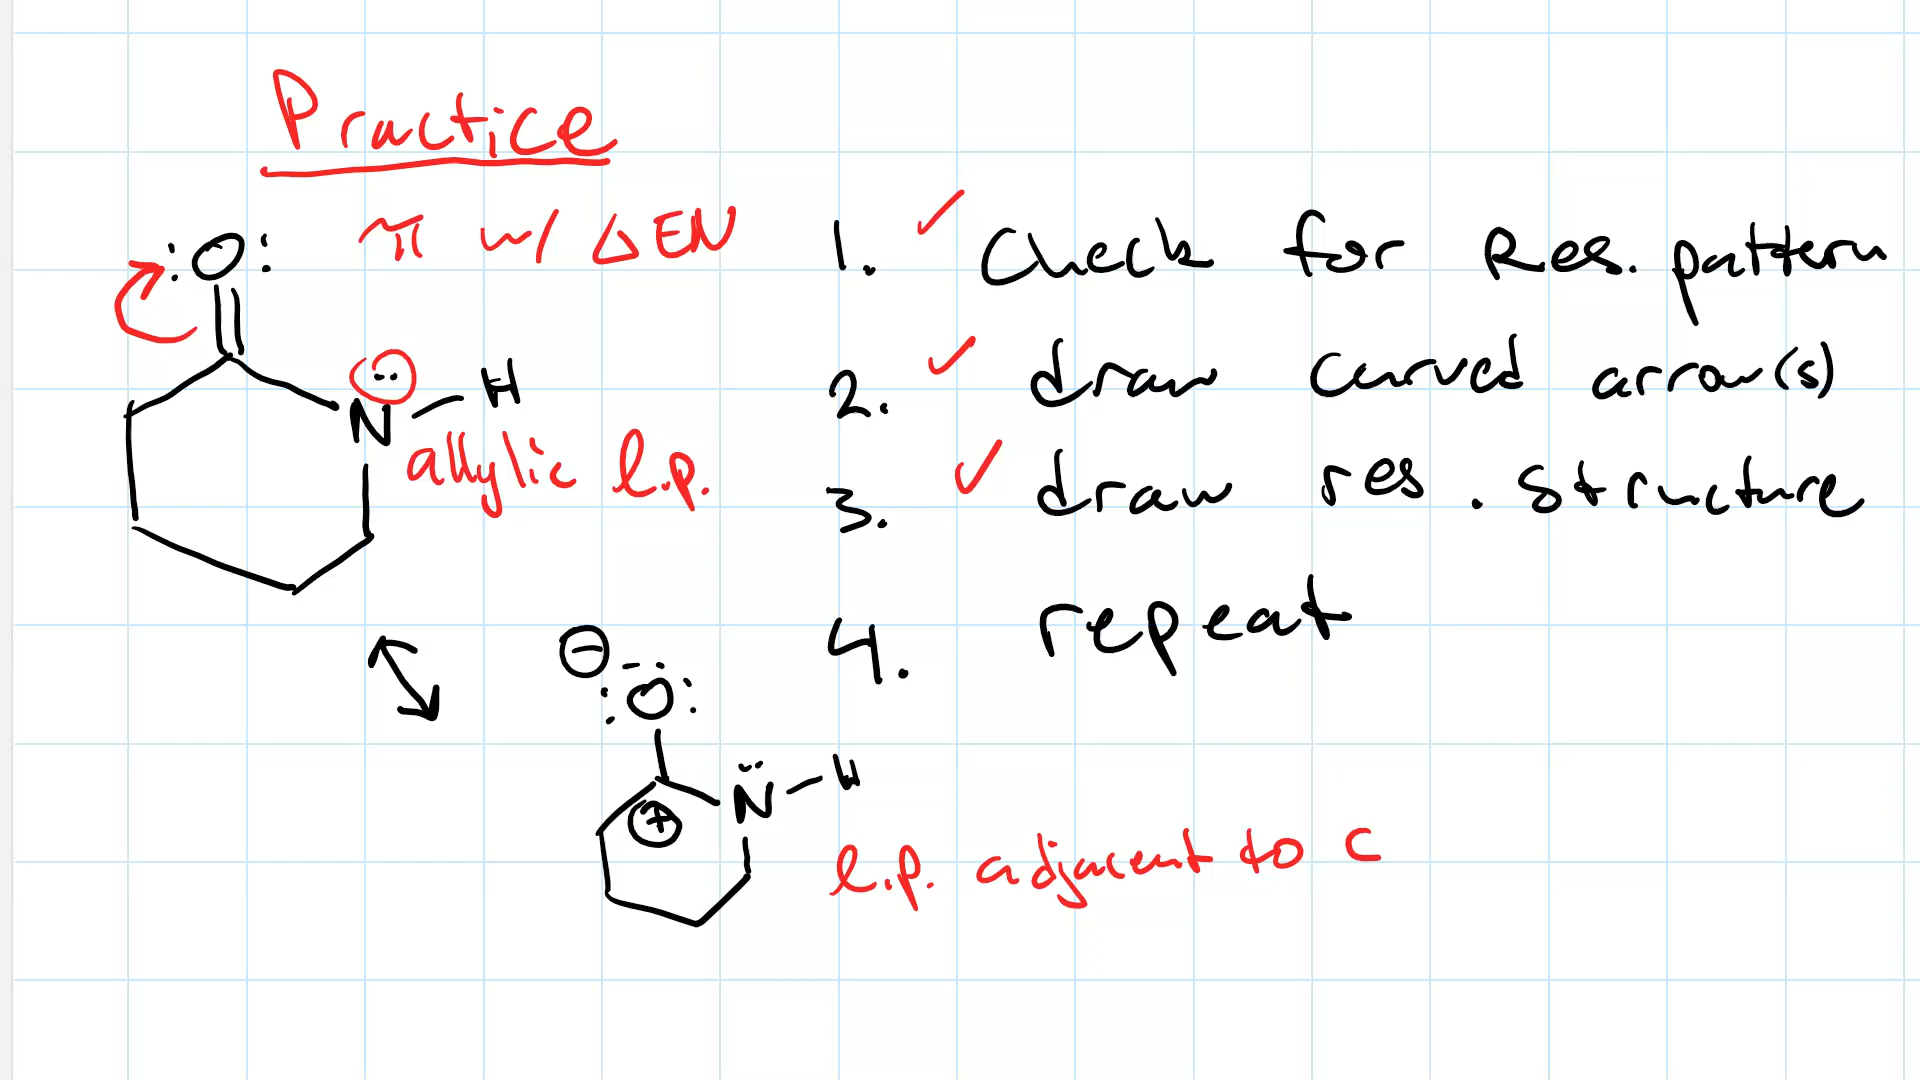 Practice
π w/ ΔEN
:O:
N̈ - H
allylic l.p.
1. ✓ Check for Res. pattern
2. ✓ draw curved arrow(s)
3. ✓ draw res. structure
4. repeat
⊖
:Ö:
⊕
N̈ - H
l.p. adjacent to C